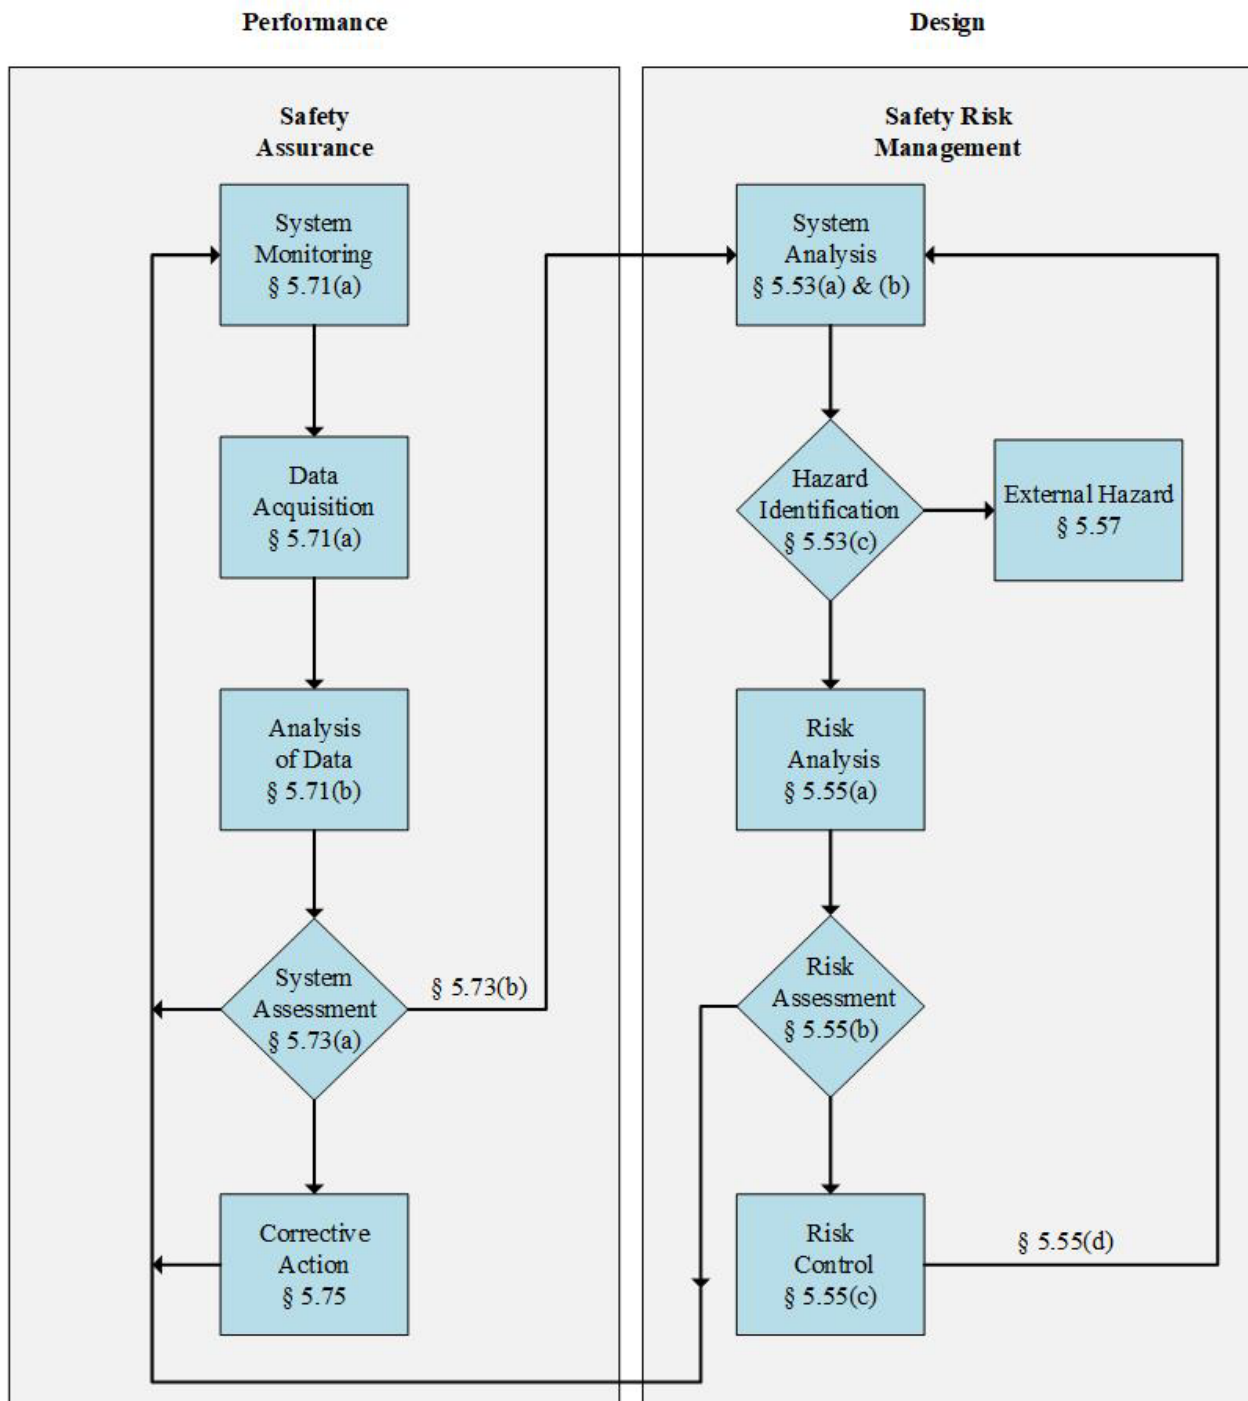 Performance
Safety
Assurance
System
Monitoring
§ 5.71(a)
Data
Acquisition
§ 5.71(a)
Analysis
of Data
§ 5.71(b)
System
Assessment
§ 5.73(a)
§ 5.73(b)
Corrective
Action
§ 5.75
Design
Safety Risk
Management
System
Analysis
§ 5.53(a) & (b)
Hazard
Identification
§ 5.53(c)
External Hazard
§ 5.57
Risk
Analysis
§ 5.55(a)
Risk
Assessment
§ 5.55(b)
Risk
Control
§ 5.55(c)
§ 5.55(d)